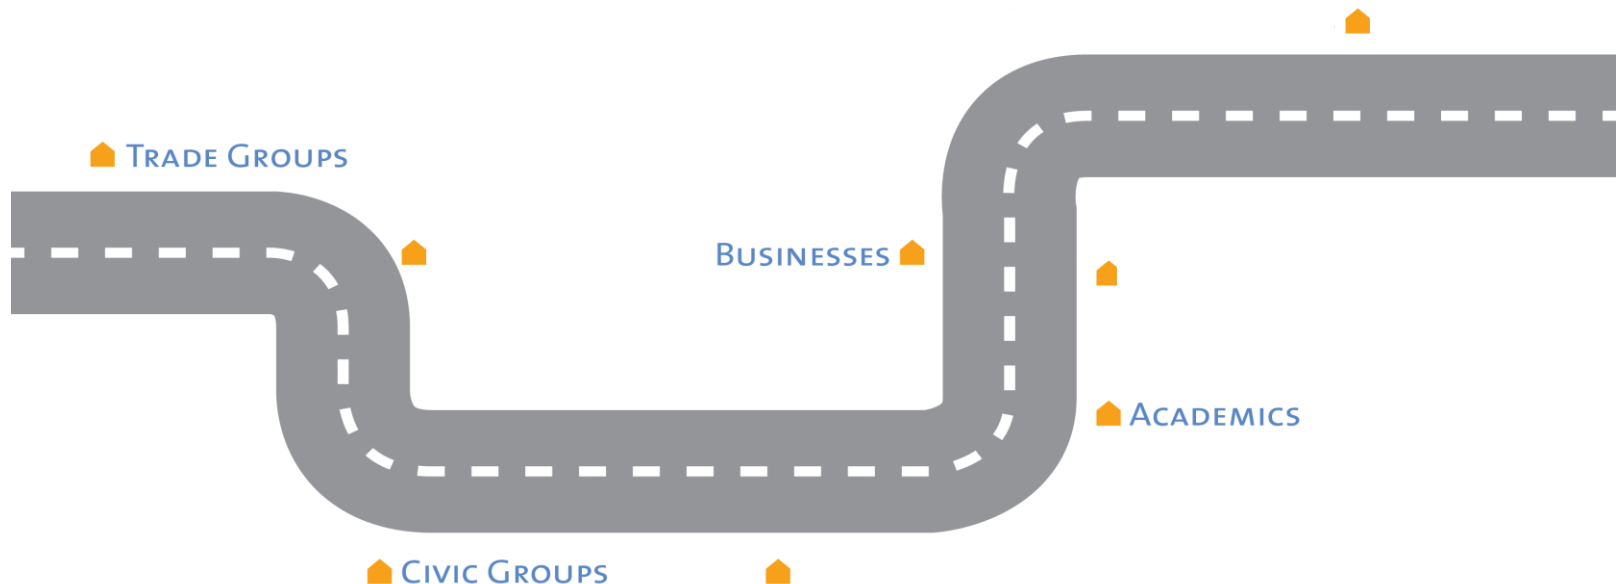 Trade Groups
Businesses
Academics
Civic Groups